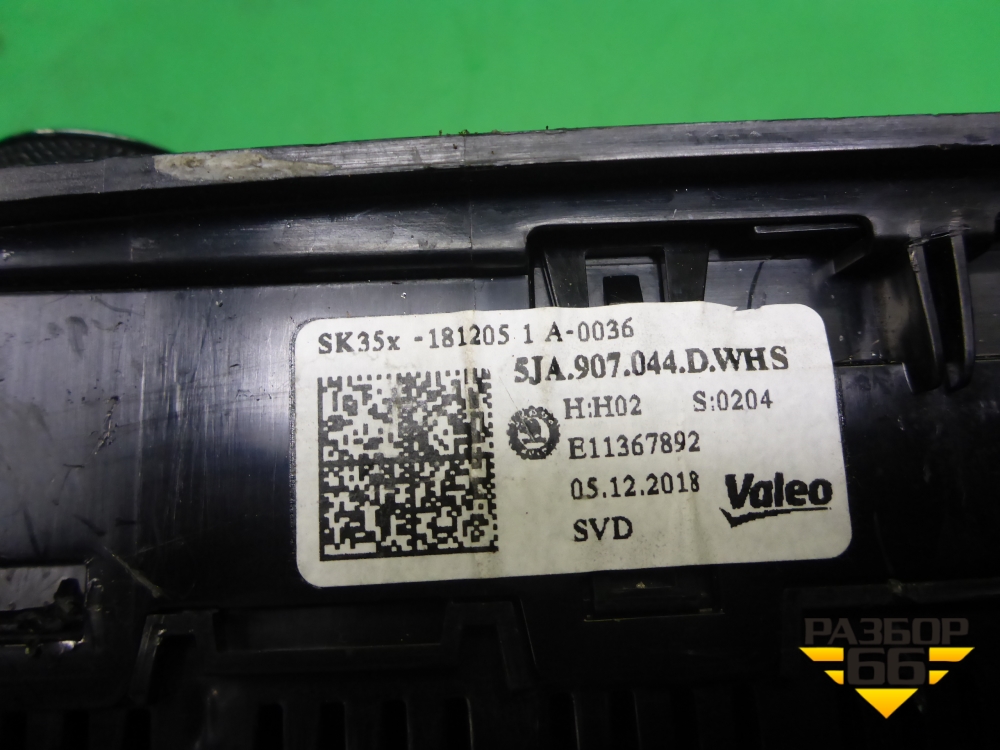 SK35x -181205 1 A-0036
5JA.907.044.D.WHS
H:H02 S:0204
E11367892
05.12.2018
Valeo
SVD
РАЗБОР
66